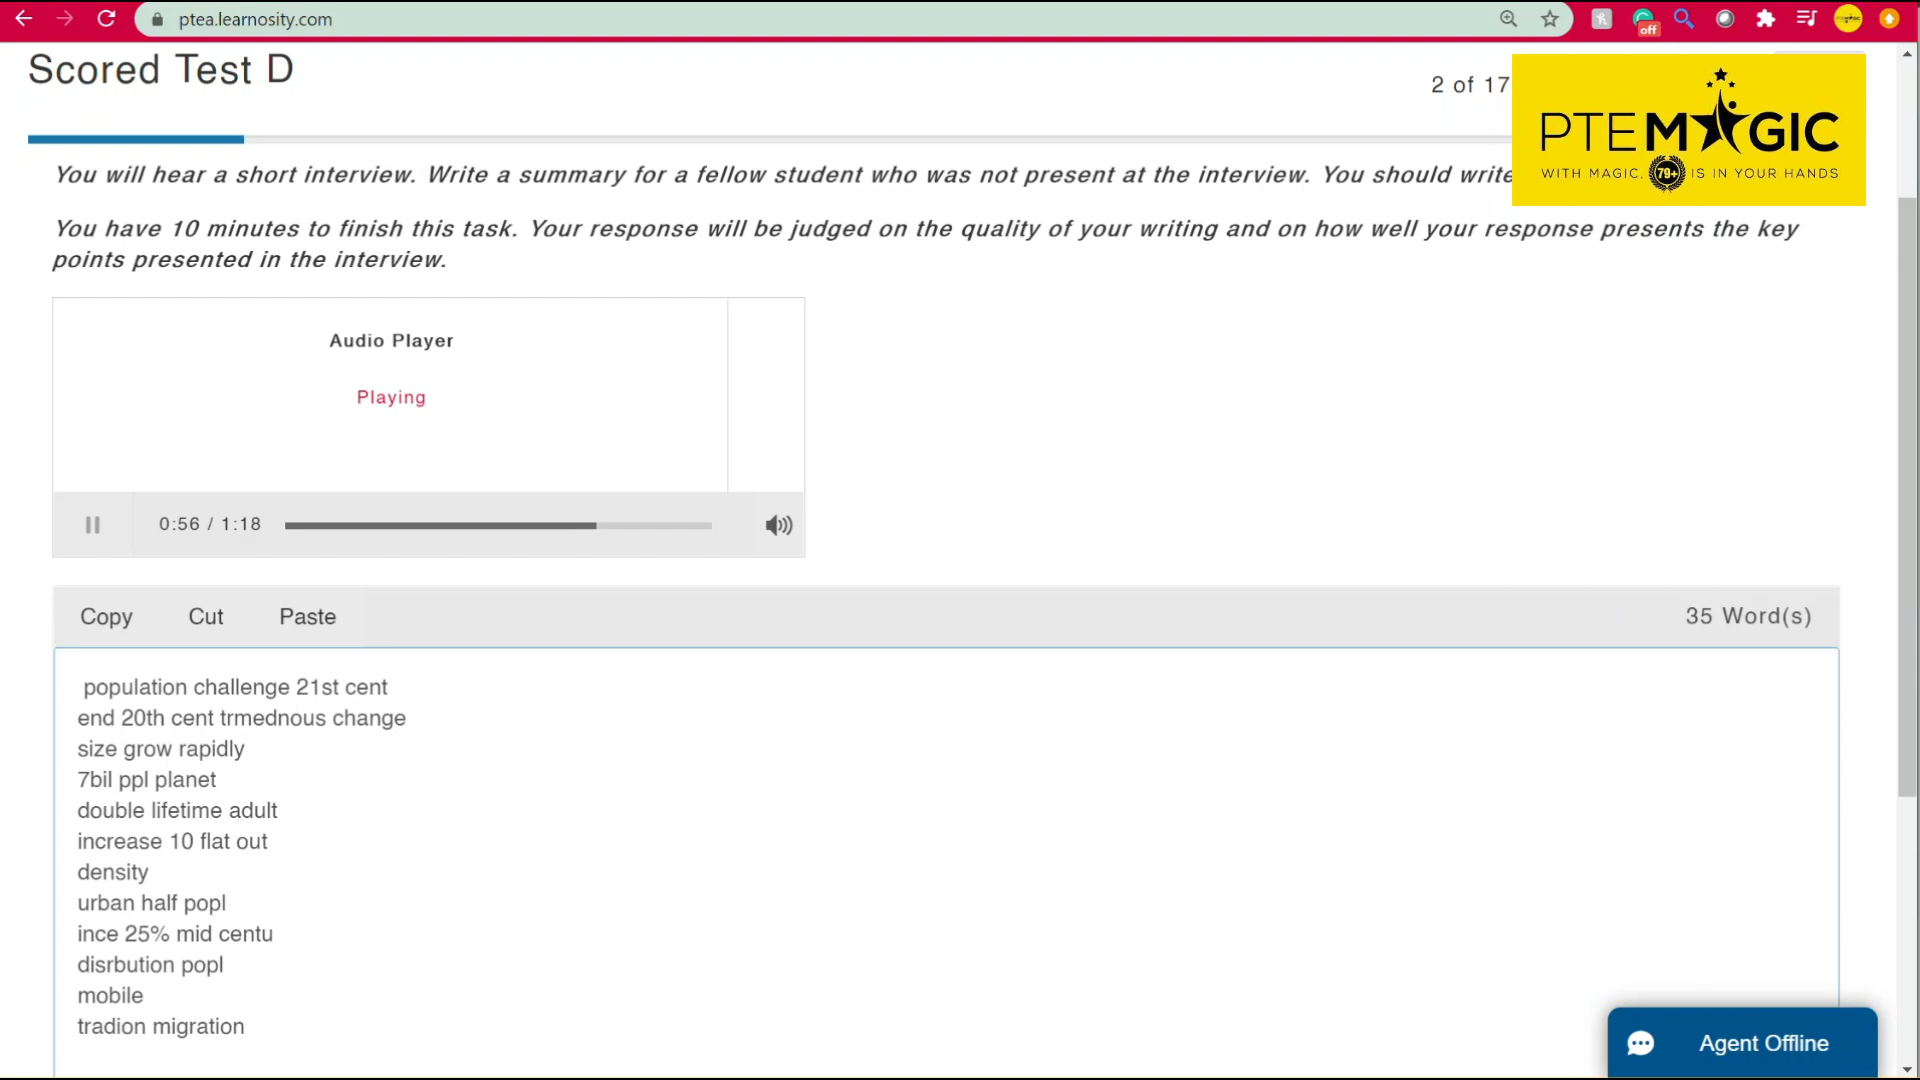 ptea.learnosity.com
off
Scored Test D
2 of 17
PTE MAGIC
WITH MAGIC, 79+ IS IN YOUR HANDS
You will hear a short interview. Write a summary for a fellow student who was not present at the interview. You should write
You have 10 minutes to finish this task. Your response will be judged on the quality of your writing and on how well your response presents the key
points presented in the interview.
Audio Player
Playing
0:56 / 1:18
Copy Cut Paste
35 Word(s)
population challenge 21st cent
end 20th cent trmednous change
size grow rapidly
7bil ppl planet
double lifetime adult
increase 10 flat out
density
urban half popl
ince 25% mid centu
disrbution popl
mobile
tradion migration
Agent Offline